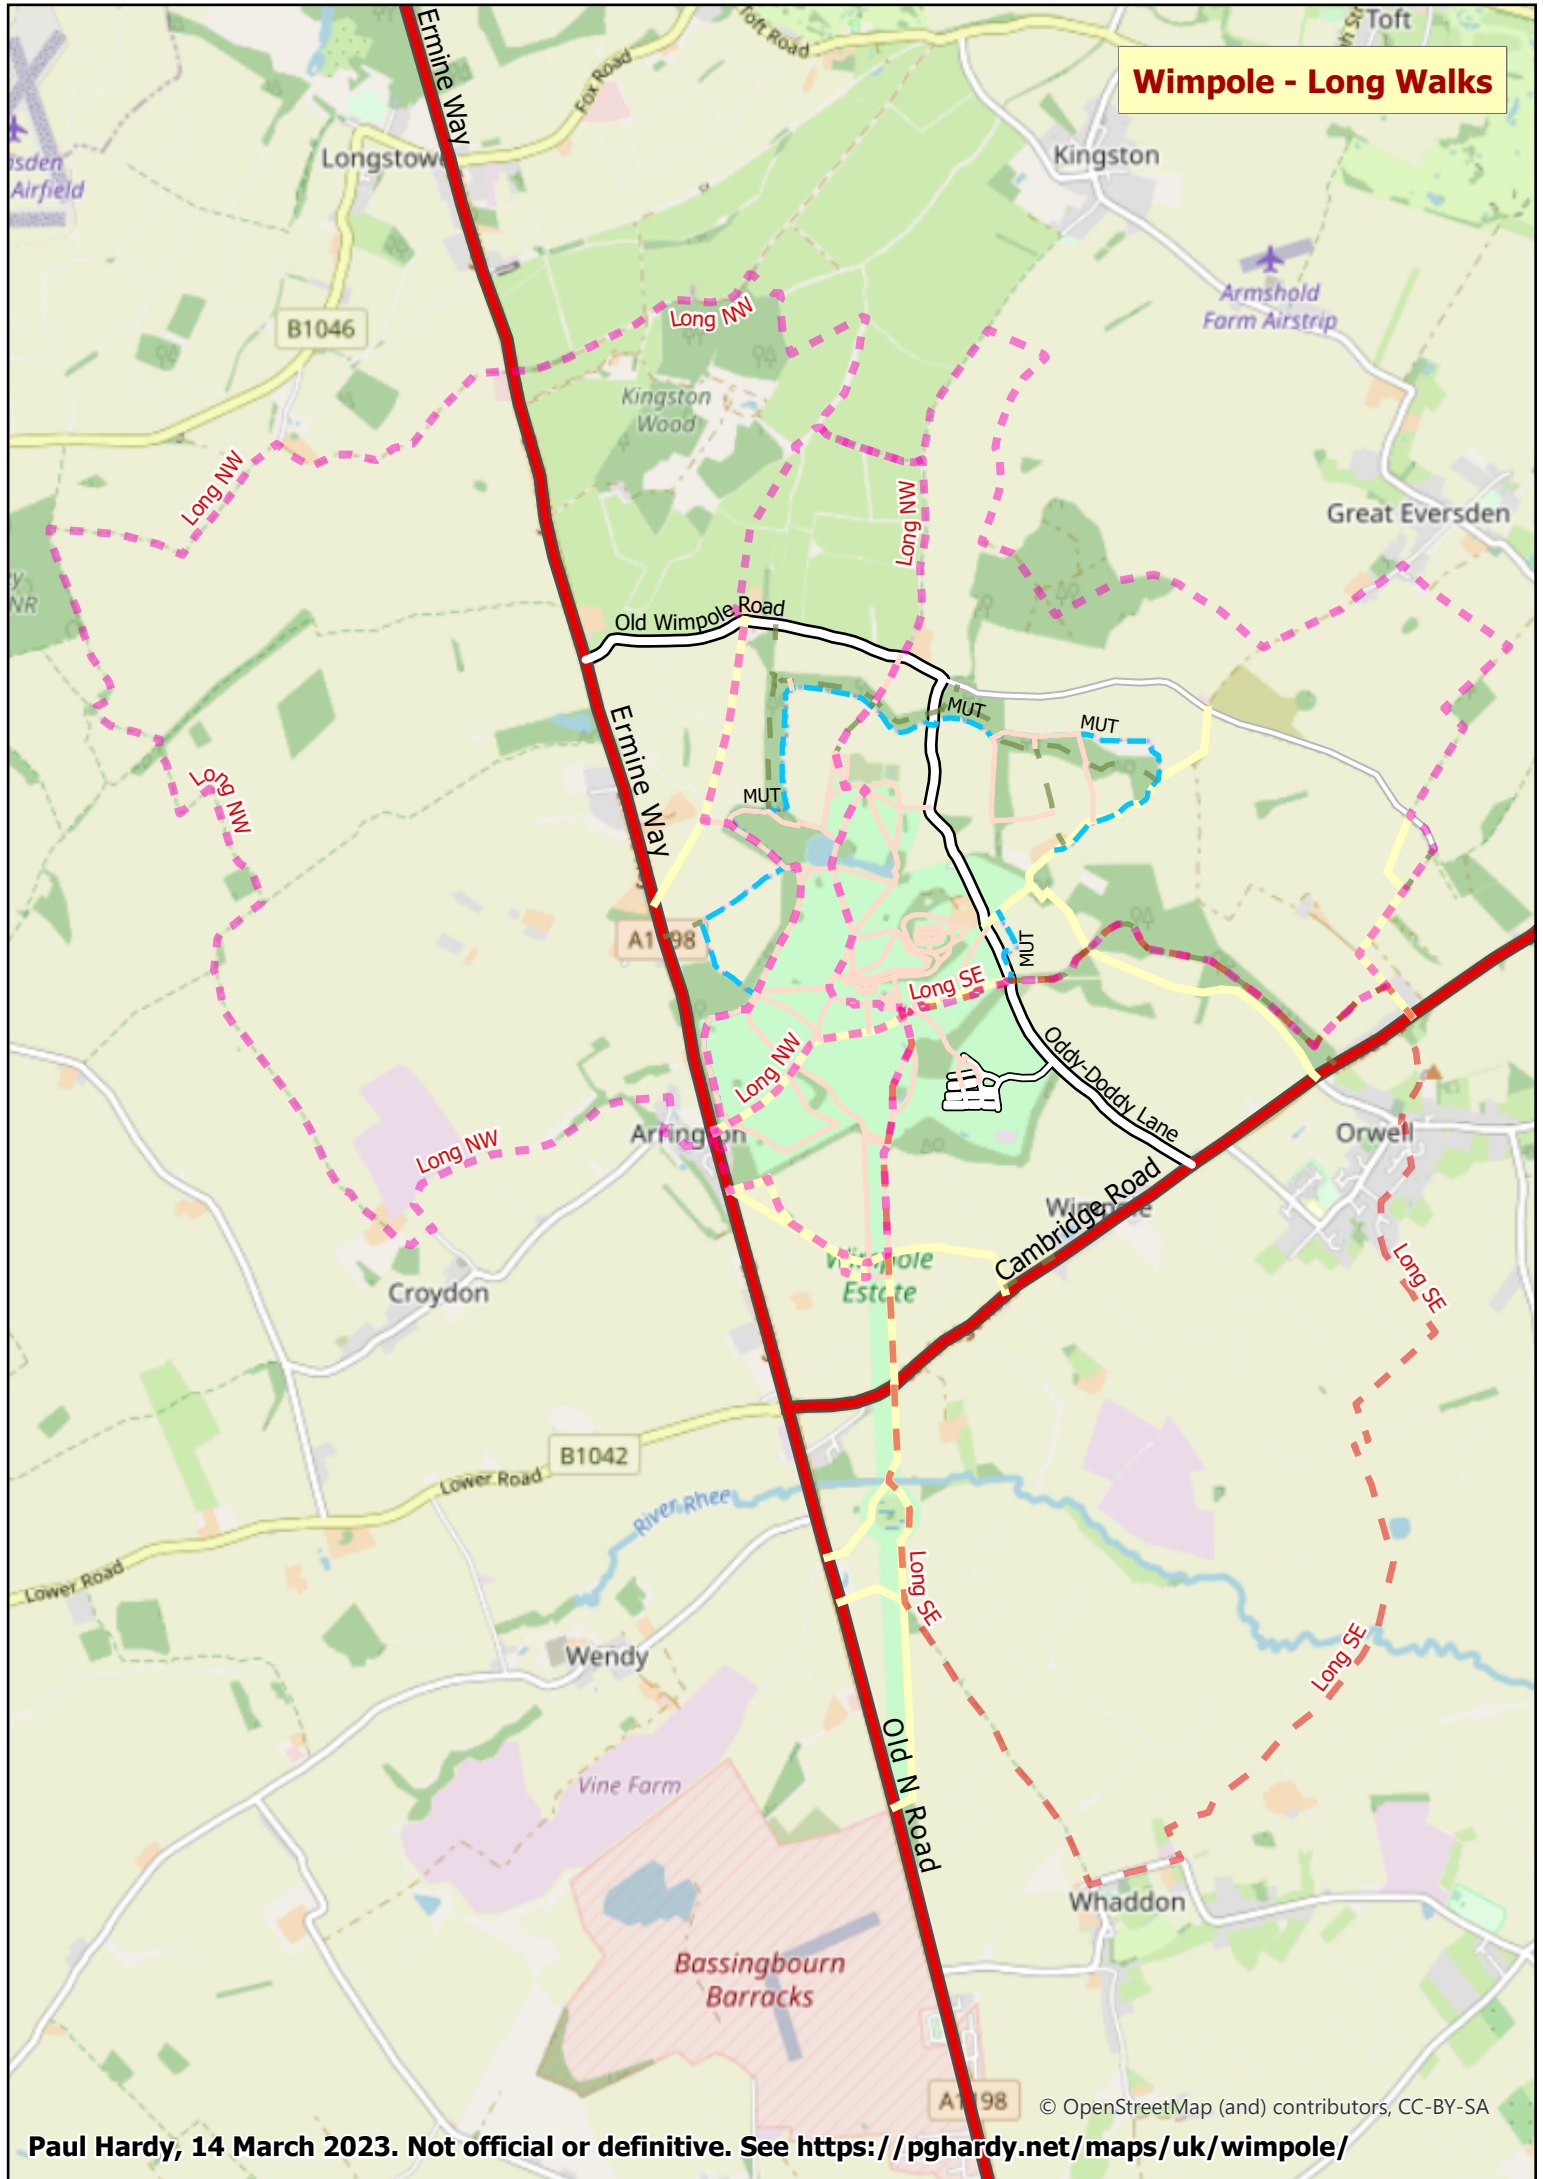 Ermine Way
Toft Road
Toft
Wimpole - Long Walks
Fox Road
Longstowe
Kingston
Airfield
Armshold
Farm Airstrip
Long NW
B1046
Kingston
Wood
Long NW
Long NW
Great Eversden
NR
Old Wimpole Road
MUT
MUT
Ermine Way
Long NW
MUT
A1198
MUT
Long SE
Long NW
Oddy-Doddy Lane
Arrington
Orwell
Long NW
Cambridge Road
Wimpole
Wimpole
Estate
Long SE
Croydon
B1042
Lower Road
River Rhee
Lower Road
Long SE
Wendy
Long SE
Old N Road
Vine Farm
Whaddon
Bassingbourn
Barracks
A1198
© OpenStreetMap (and) contributors, CC-BY-SA
Paul Hardy, 14 March 2023. Not official or definitive. See https://pghardy.net/maps/uk/wimpole/